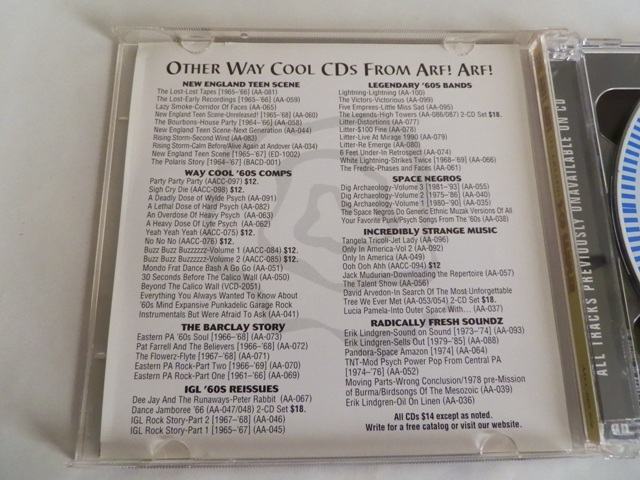 OTHER WAY COOL CDS FROM ARF! ARF!
NEW ENGLAND TEEN SCENE
The Lost-Lost Tapes [1965-'66] (AA-081)
The Lost-Early Recordings [1965-'66] (AA-059)
Lazy Smoke-Corridor Of Faces (AA-065)
New England Teen Scene-Unreleased! [1965-'68] (AA-060)
The Bourbons-House Party [1964-'66] (AA-058)
New England Teen Scene-Next Generation (AA-044)
Rising Storm-Second Wind (AA-083)
Rising Storm-Calm Before/Alive Again at Andover (AA-034)
New England Teen Scene [1965-'67] (ED-1002)
The Polaris Story [1964-'67] (BACD-001)
WAY COOL '60S COMPS
Party Party Party (AACC-097) $12.
Sigh Cry Die (AACC-098) $12.
A Deadly Dose of Wylde Psych (AA-091)
A Lethal Dose of Hard Psych (AA-082)
An Overdose of Heavy Psych (AA-063)
A Heavy Dose Of Lyte Psych (AA-062)
Yeah Yeah Yeah (AACC-075) $12.
No No No (AACC-076) $12.
Buzz Buzz Buzzzzzz-Volume 1 (AACC-084) $12.
Buzz Buzz Buzzzzzz-Volume 2 (AACC-085) $12.
Mondo Frat Dance Bash A Go Go (AA-051)
30 Seconds Before The Calico Wall (AA-050)
Beyond The Calico Wall (VCD-2051)
Everything You Always Wanted To Know About
'60s Mind Expansive Punkadelic Garage Rock
Instrumentals But Were Afraid To Ask (AA-041)
THE BARCLAY STORY
Eastern PA '60s Soul [1966-'68] (AA-073)
Pat Farrell And The Believers [1966-'68] (AA-072)
The Flowerz-Flyte [1967-'68] (AA-071)
Eastern PA Rock-Part Two [1966-'69] (AA-070)
Eastern PA Rock-Part One [1961-'66] (AA-069)
IGL '60S REISSUES
Dee Jay And The Runaways-Peter Rabbit (AA-067)
Dance Jamboree '66 (AA-047/048) 2-CD Set $18.
IGL Rock Story-Part 2 [1967-'68] (AA-046)
IGL Rock Story-Part 1 [1965-'67] (AA-045)
LEGENDARY '60S BANDS
Lightning-Lightning (AA-100)
The Victors-Victorious (AA-099)
Five Emprees-Little Miss Sad (AA-095)
The Legends-High Towers (AA-086/087) 2-CD Set $18.
Litter-Distortions (AA-077)
Litter-$100 Fine (AA-078)
Litter-Live At Mirage 1990 (AA-079)
Litter-Re Emerge (AA-080)
6 Feet Under-In Retrospect (AA-074)
White Lightning-Strikes Twice [1968-'69] (AA-066)
The Fredric-Phases and Faces (AA-061)
SPACE NEGROS
Dig Archaeology-Volume 3 [1981-'93] (AA-055)
Dig Archaeology-Volume 2 [1975-'86] (AA-040)
Dig Archaeology-Volume 1 [1980-'90] (AA-035)
The Space Negros Do Generic Ethnic Muzak Versions Of All
Your Favorite Punk/Psych Songs From The '60s (AA-038)
INCREDIBLY STRANGE MUSIC
Tangela Tricoli-Jet Lady (AA-096)
Only In America-Vol 2 (AA-092)
Only In America (AA-049)
Ooh Ooh Ahh (AACC-094) $12
Jack Mudurian-Downloading the Repertoire (AA-057)
The Talent Show (AA-056)
David Arvedon-In Search Of The Most Unforgettable
Tree We Ever Met (AA-053/054) 2-CD Set $18.
Lucia Pamela-Into Outer Space With... (AA-037)
RADICALLY FRESH SOUNDZ
Erik Lindgren-Sound on Sound [1973-'74] (AA-093)
Erik Lindgren-Sells Out [1979-'85] (AA-088)
Pandora-Space Amazon [1974] (AA-064)
TNT-Mod Psych Power Pop From Central PA
[1974-'76] (AA-052)
Moving Parts-Wrong Conclusion/1978 pre-Mission
of Burma/Birdsongs Of The Mesozoic (AA-039)
Erik Lindgren-Oil On Linen (AA-036)
All CDs $14 except as noted.
Write for a free catalog or visit our website.
ALL TRACKS PREVIOUSLY UNAVAILABLE ON CD